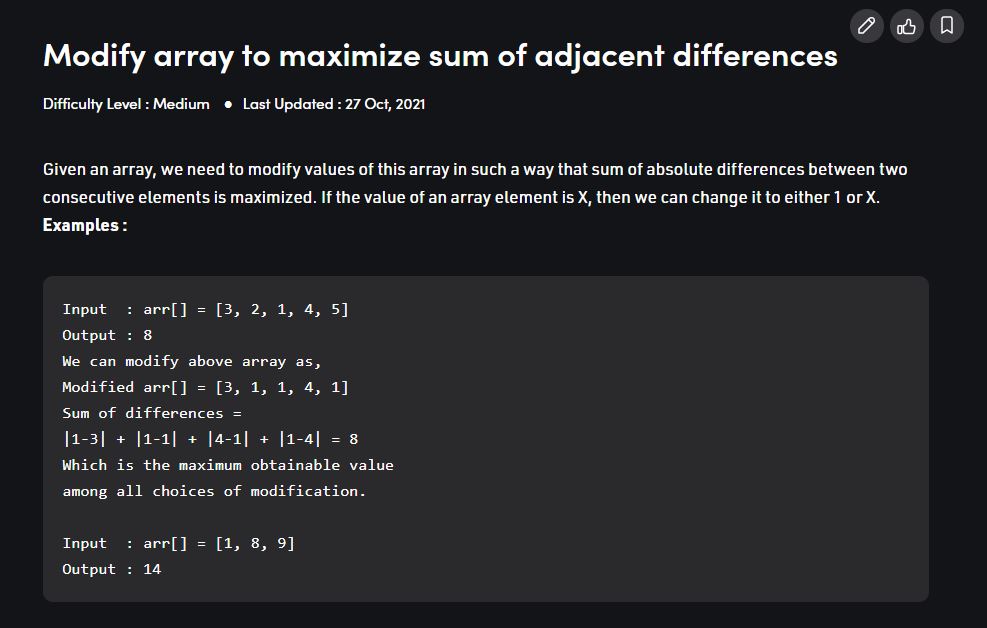 Modify array to maximize sum of adjacent differences
Difficulty Level : Medium ● Last Updated : 27 Oct, 2021
Given an array, we need to modify values of this array in such a way that sum of absolute differences between two
consecutive elements is maximized. If the value of an array element is X, then we can change it to either 1 or X.
Examples :
Input  : arr[] = [3, 2, 1, 4, 5]
Output : 8
We can modify above array as,
Modified arr[] = [3, 1, 1, 4, 1]
Sum of differences =
|1-3| + |1-1| + |4-1| + |1-4| = 8
Which is the maximum obtainable value
among all choices of modification.
Input  : arr[] = [1, 8, 9]
Output : 14